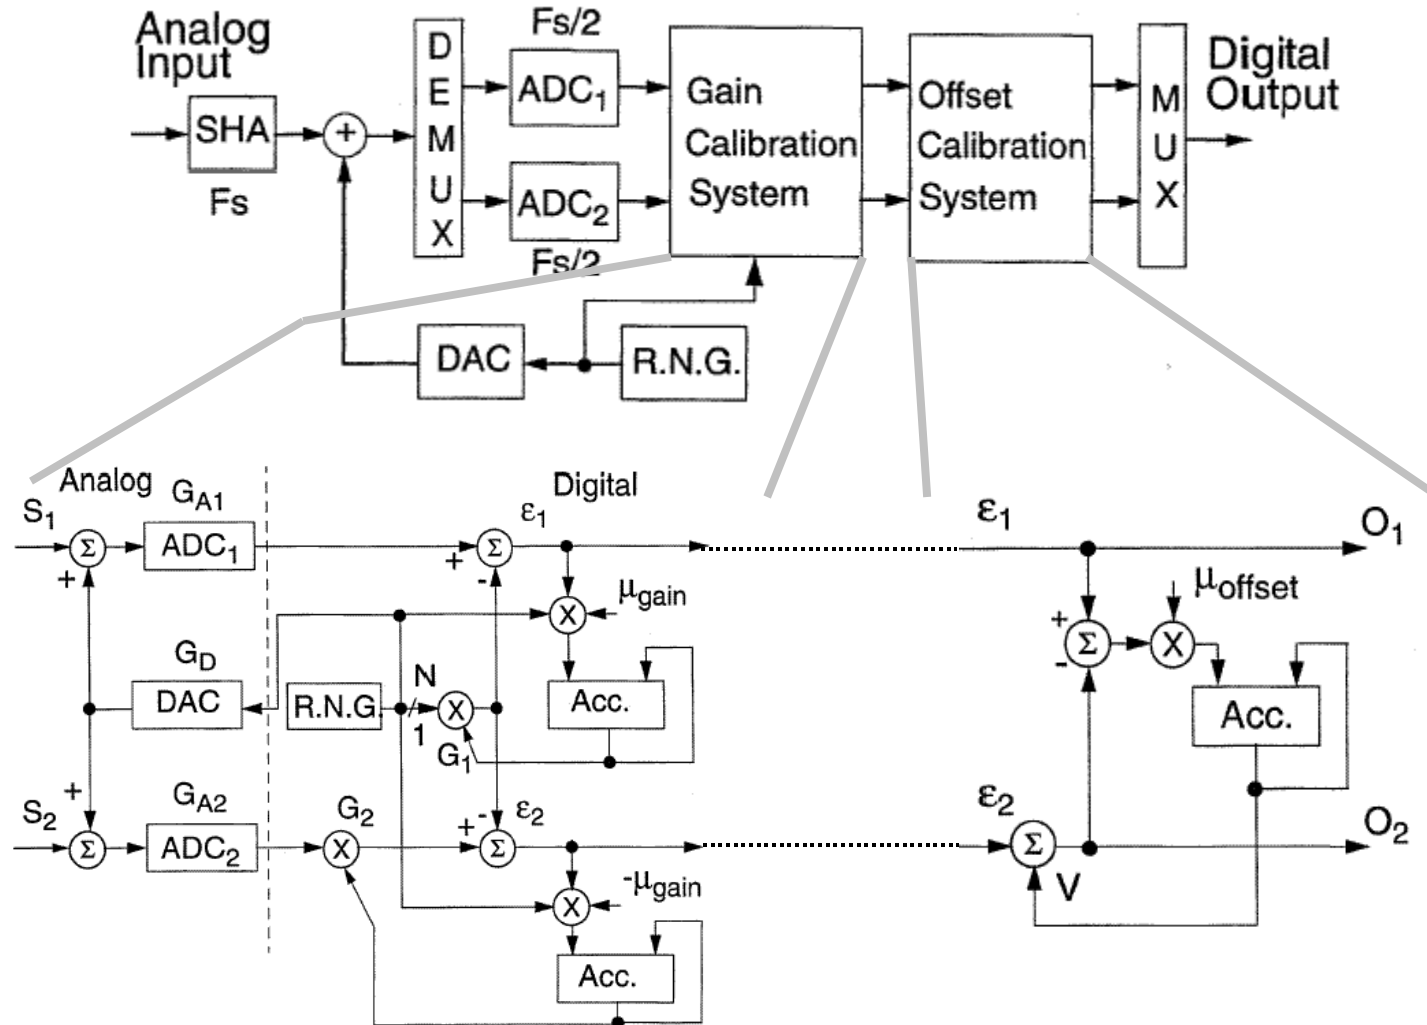 Analog
Input
SHA
Fs
+
D
E
M
U
X
Fs/2
ADC1
ADC2
Fs/2
Gain
Calibration
System
Offset
Calibration
System
M
U
X
Digital
Output
DAC
R.N.G.
Analog
Digital
S1
Σ
+
GA1
ADC1
+
Σ
-
ε1
X
μgain
GD
DAC
R.N.G.
N
1
X
G1
Acc.
S2
+
Σ
GA2
ADC2
G2
X
+
-
Σ
ε2
X
-μgain
Acc.
ε1
O1
+
Σ
-
X
μoffset
Acc.
ε2
Σ
V
O2